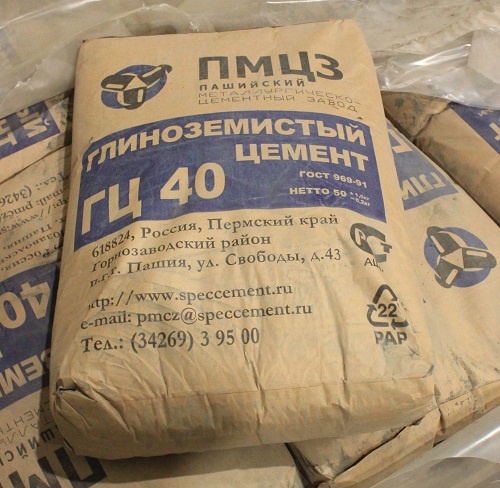 ПМЦЗ
ПАШИЙСКИЙ
МЕТАЛЛУРГИЧЕСКО-
ЦЕМЕНТНЫЙ ЗАВОД
ГЛИНОЗЕМИСТЫЙ
ЦЕМЕНТ
ГЦ 40
ГОСТ 969-91
НЕТТО 50
618824, Россия, Пермский край
Горнозаводский район
п.г.т. Пашия, ул. Свободы, д.43
http://www.speccement.ru
e-mail: pmcz@speccement.ru
Тел.: (34269) 3 95 00
22
PAP